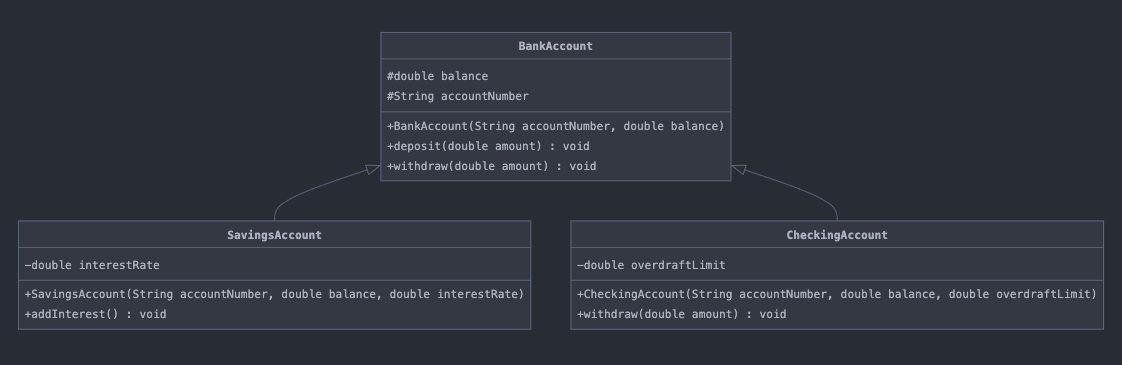 BankAccount
#double balance
#String accountNumber
+BankAccount(String accountNumber, double balance)
+deposit(double amount) : void
+withdraw(double amount) : void
SavingsAccount
-double interestRate
+SavingsAccount(String accountNumber, double balance, double interestRate)
+addInterest() : void
CheckingAccount
-double overdraftLimit
+CheckingAccount(String accountNumber, double balance, double overdraftLimit)
+withdraw(double amount) : void